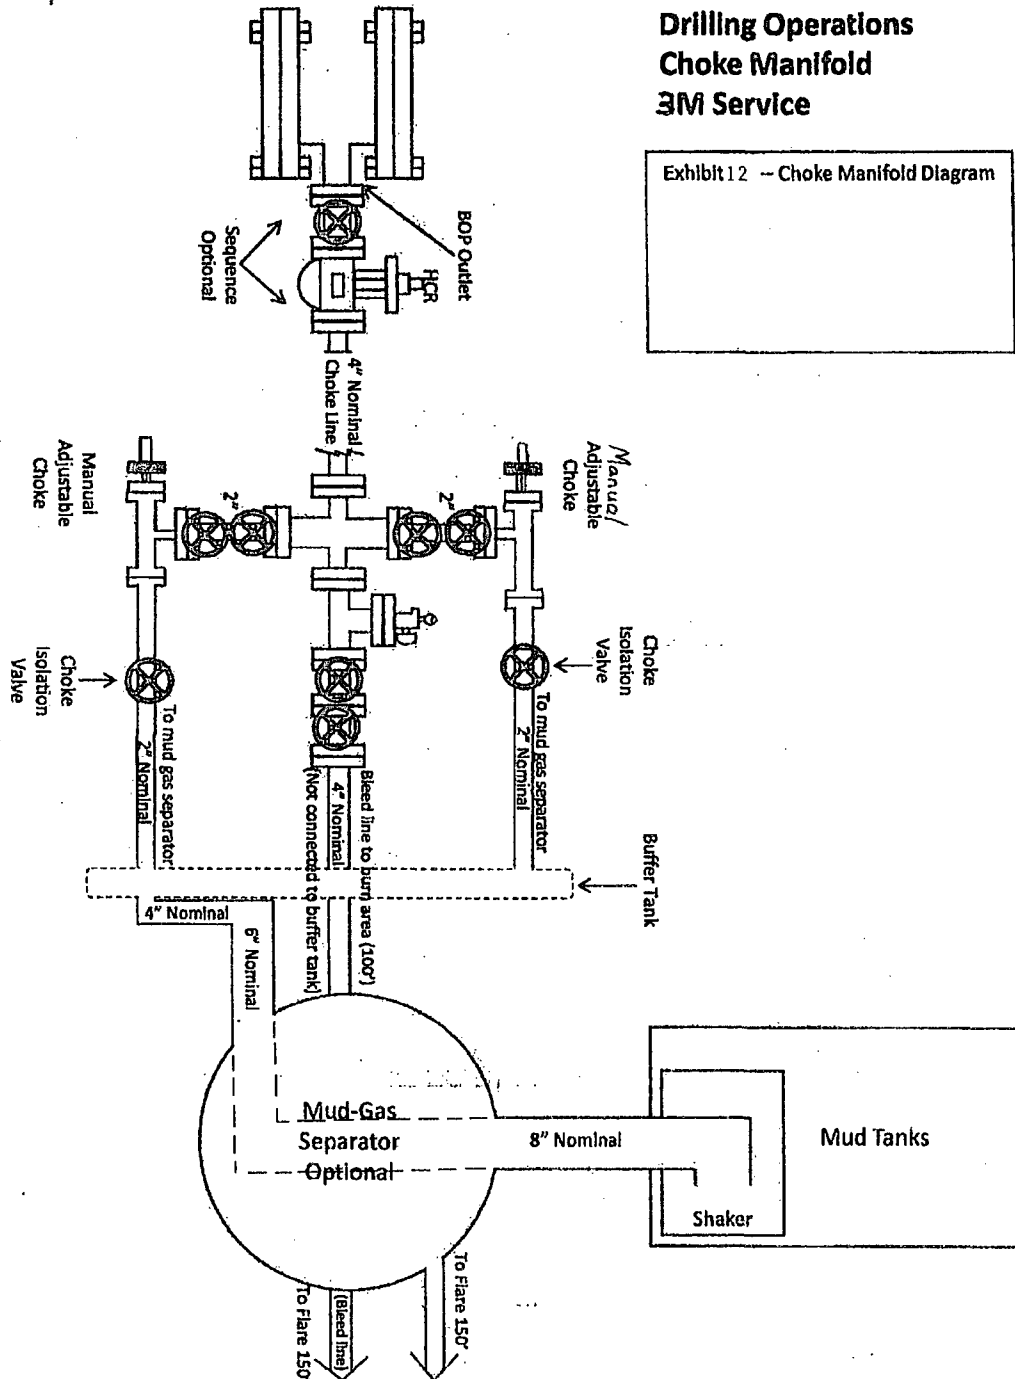 Drilling Operations
Choke Manifold
3M Service
Exhibit 12 -- Choke Manifold Diagram
BOP Outlet
HCR
Sequence
Optional
4" Nominal
Choke Line
Manual
Adjustable
Choke
2"
2"
Manual
Adjustable
Choke
Choke
Isolation
Valve
Choke
Isolation
Valve
To mud gas separator
2" Nominal
To mud gas separator
2" Nominal
Bleed line to burn area (100')
4" Nominal
(Not connected to buffer tank)
Buffer Tank
4" Nominal
6" Nominal
Mud-Gas
Separator
Optional
8" Nominal
Mud Tanks
Shaker
To Flare 150'
(Bleed line)
To Flare 150'